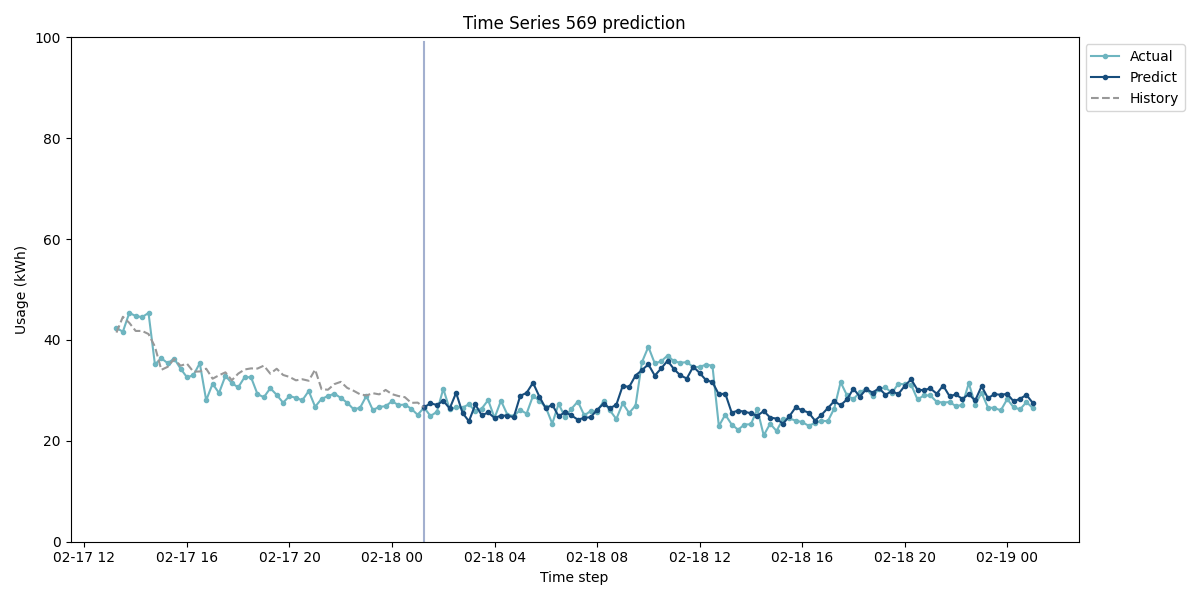 Time Series 569 prediction
100
80
60
40
20
0
Usage (kWh)
02-17 12
02-17 16
02-17 20
02-18 00
02-18 04
02-18 08
02-18 12
02-18 16
02-18 20
02-19 00
Time step
Actual
Predict
History